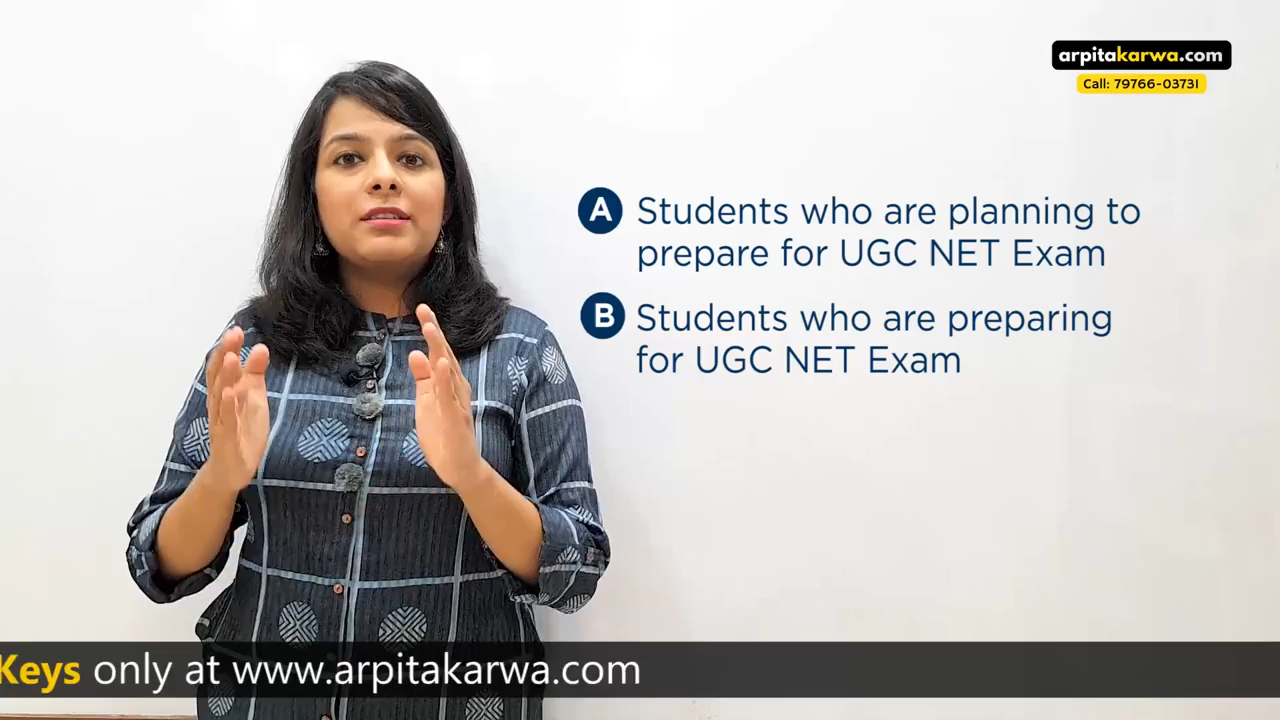 arpitakarwa.com
Call: 79766-03731
A Students who are planning to
prepare for UGC NET Exam
B Students who are preparing
for UGC NET Exam
Keys only at www.arpitakarwa.com